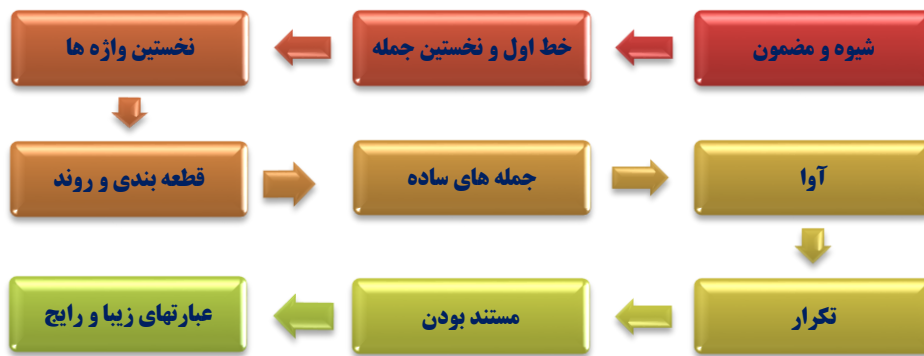 شیوه و مضمون
خط اول و نخستین جمله
نخستین واژه ها
قطعه بندی و روند
جمله های ساده
آوا
تکرار
مستند بودن
عبارتهای زیبا و رایج